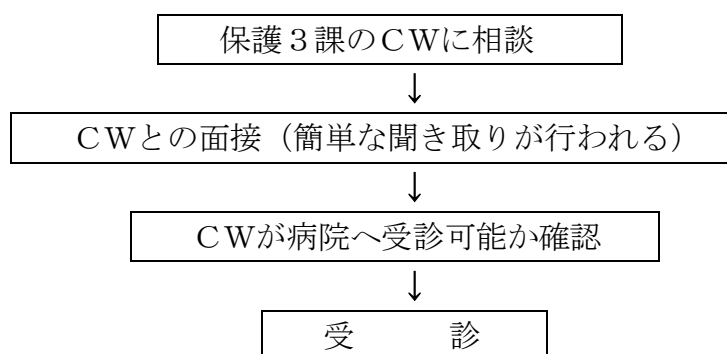 保護３課のＣＷに相談
↓
ＣＷとの面接（簡単な聞き取りが行われる）
↓
ＣＷが病院へ受診可能か確認
↓
受　　　診